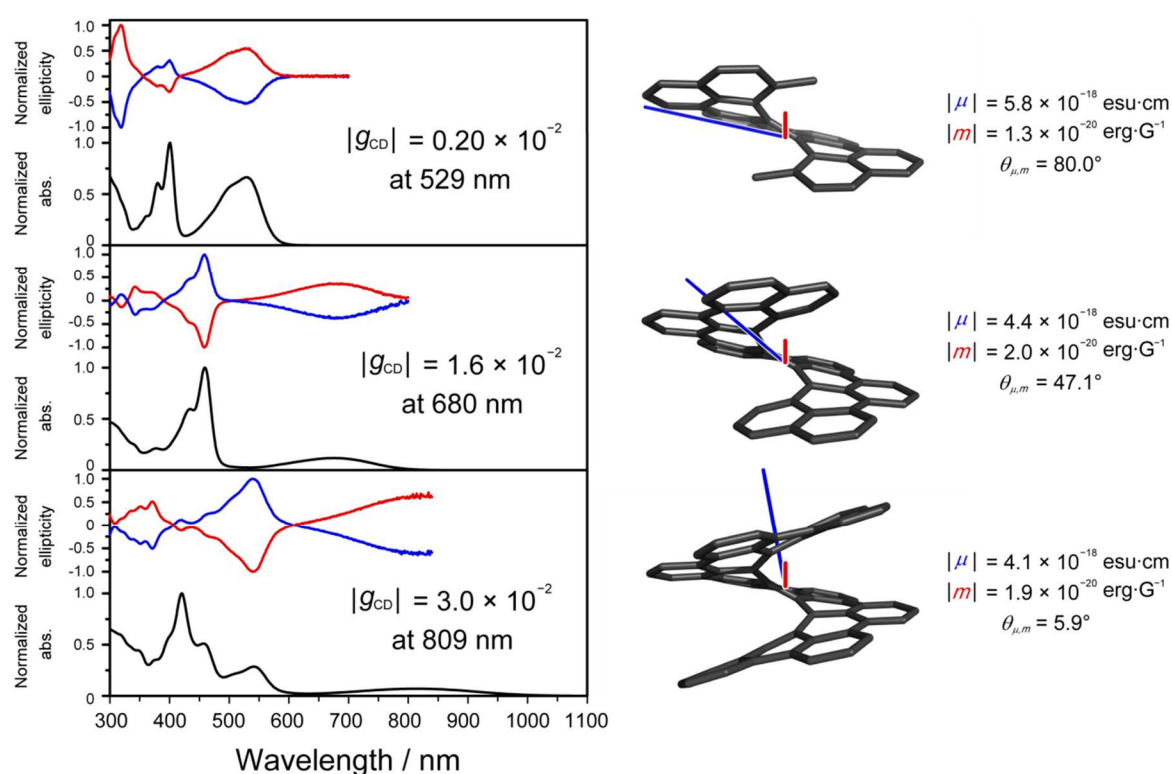 Normalized
ellipticity
1.0
0.5
0
-0.5
-1.0
Normalized
abs.
1.0
0.5
0
|gCD| = 0.20 × 10−2
at 529 nm
|μ| = 5.8 × 10−18 esu·cm
|m| = 1.3 × 10−20 erg·G−1
θμ,m = 80.0°
Normalized
ellipticity
1.0
0.5
0
-0.5
-1.0
Normalized
abs.
1.0
0.5
0
|gCD| = 1.6 × 10−2
at 680 nm
|μ| = 4.4 × 10−18 esu·cm
|m| = 2.0 × 10−20 erg·G−1
θμ,m = 47.1°
Normalized
ellipticity
1.0
0.5
0
-0.5
-1.0
Normalized
abs.
1.0
0.5
0
|gCD| = 3.0 × 10−2
at 809 nm
|μ| = 4.1 × 10−18 esu·cm
|m| = 1.9 × 10−20 erg·G−1
θμ,m = 5.9°
300 400 500 600 700 800 900 1000 1100
Wavelength / nm